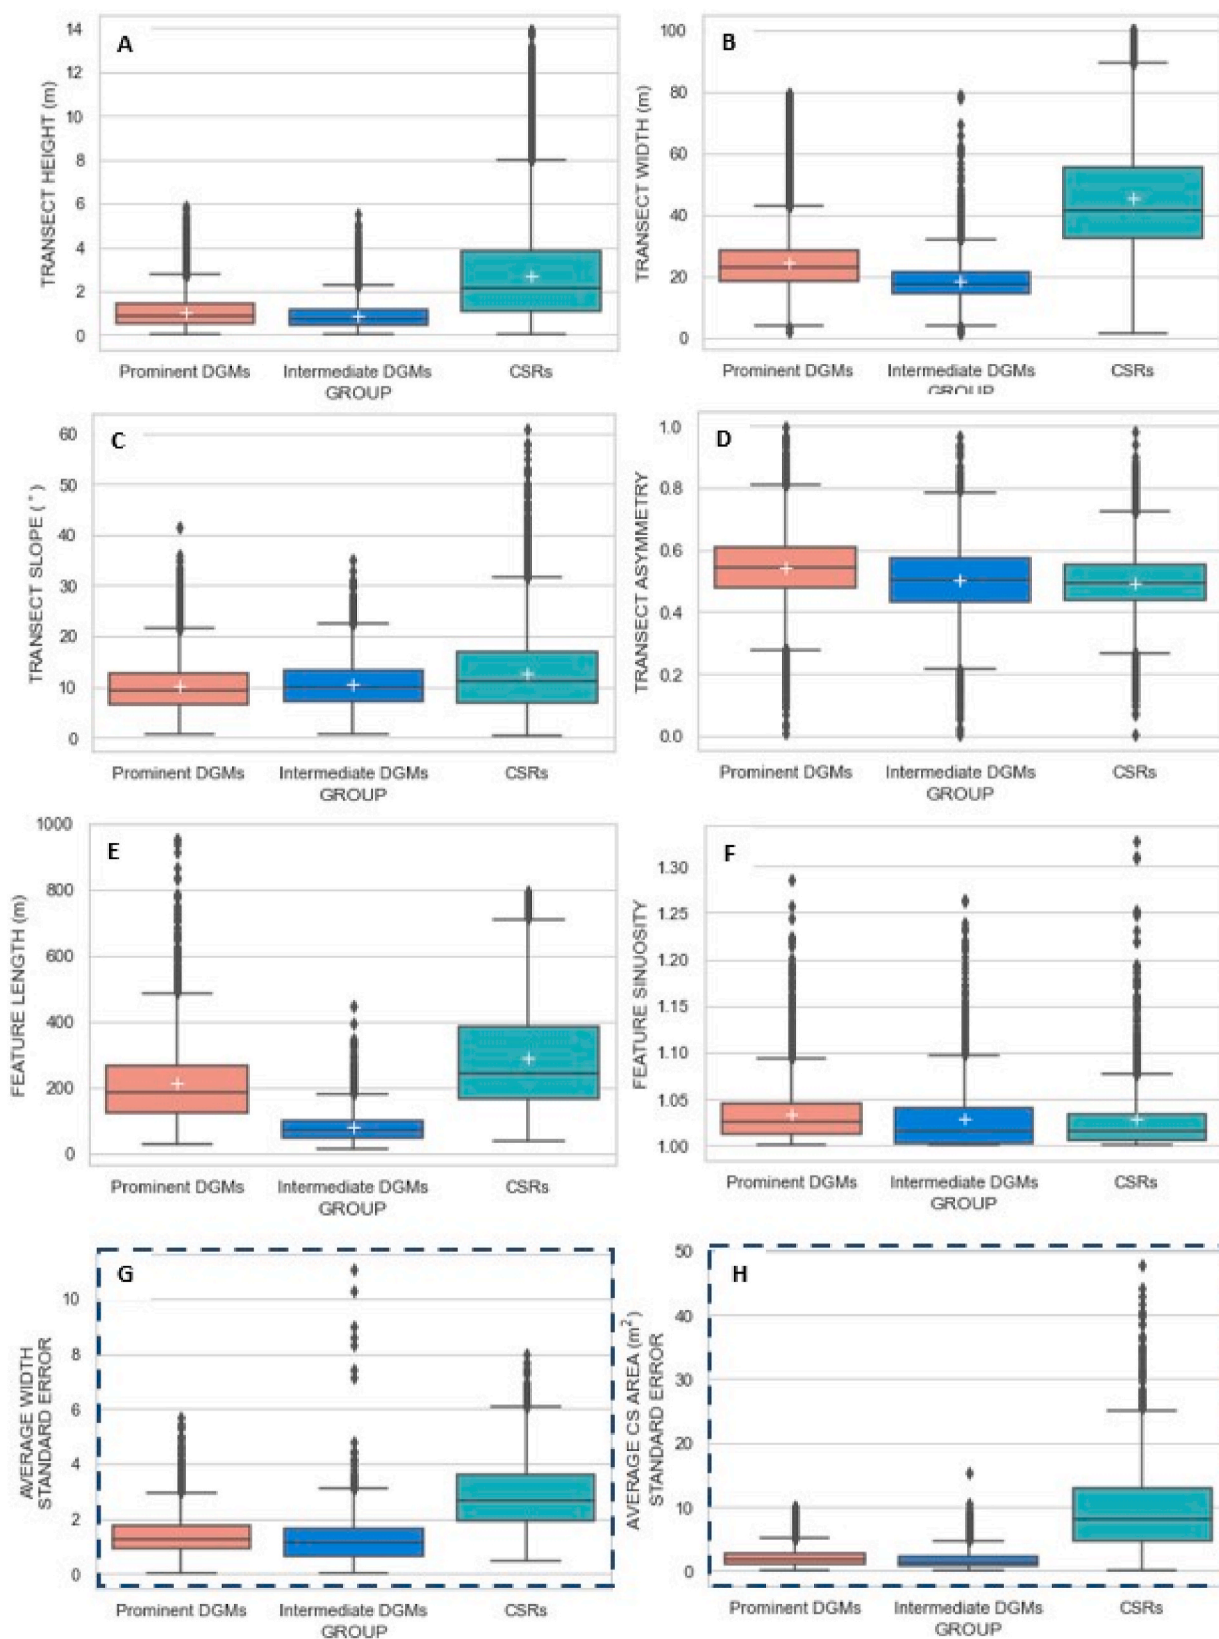 A
TRANSECT HEIGHT (m)
14
12
10
8
6
4
2
0
Prominent DGMs Intermediate DGMs CSRs
GROUP
B
TRANSECT WIDTH (m)
100
80
60
40
20
0
Prominent DGMs Intermediate DGMs CSRs
GROUP
C
TRANSECT SLOPE (°)
60
50
40
30
20
10
0
Prominent DGMs Intermediate DGMs CSRs
GROUP
D
TRANSECT ASYMMETRY
1.0
0.8
0.6
0.4
0.2
0.0
Prominent DGMs Intermediate DGMs CSRs
GROUP
E
FEATURE LENGTH (m)
1000
800
600
400
200
0
Prominent DGMs Intermediate DGMs CSRs
GROUP
F
FEATURE SINUOSITY
1.30
1.25
1.20
1.15
1.10
1.05
1.00
Prominent DGMs Intermediate DGMs CSRs
GROUP
G
AVERAGE WIDTH
STANDARD ERROR
10
8
6
4
2
0
Prominent DGMs Intermediate DGMs CSRs
GROUP
H
AVERAGE CS AREA (m²)
STANDARD ERROR
50
40
30
20
10
0
Prominent DGMs Intermediate DGMs CSRs
GROUP